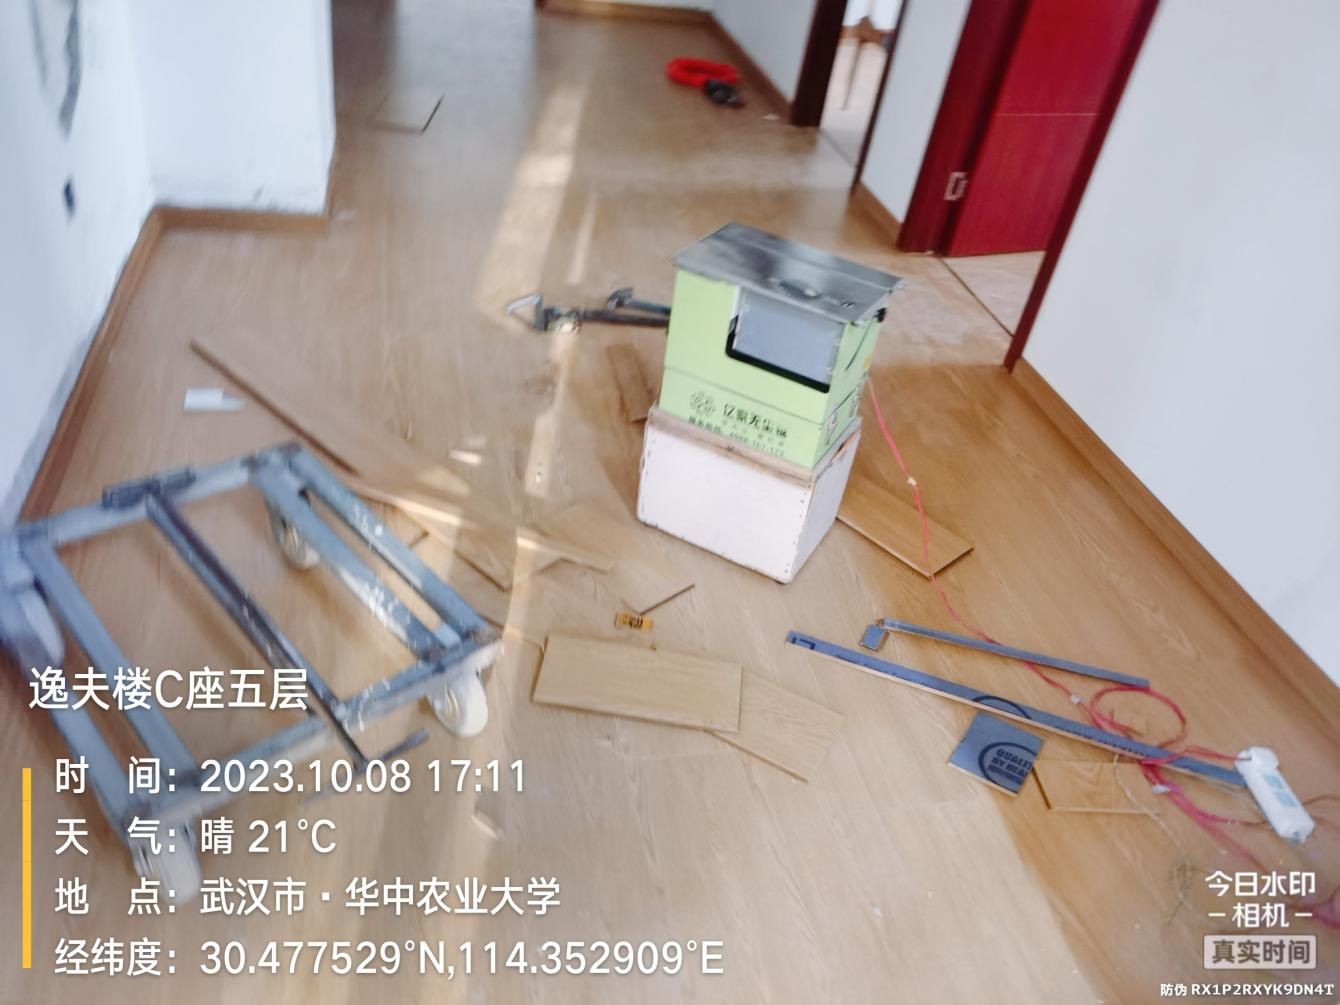 亿家无尘锯
QUALITY
逸夫楼C座五层
时 间：2023.10.08 17:11
天 气：晴 21°C
地 点：武汉市·华中农业大学
经纬度：30.477529°N,114.352909°E
今日水印
–相机–
真实时间
防伪 RX1P2RXYK9DN4T